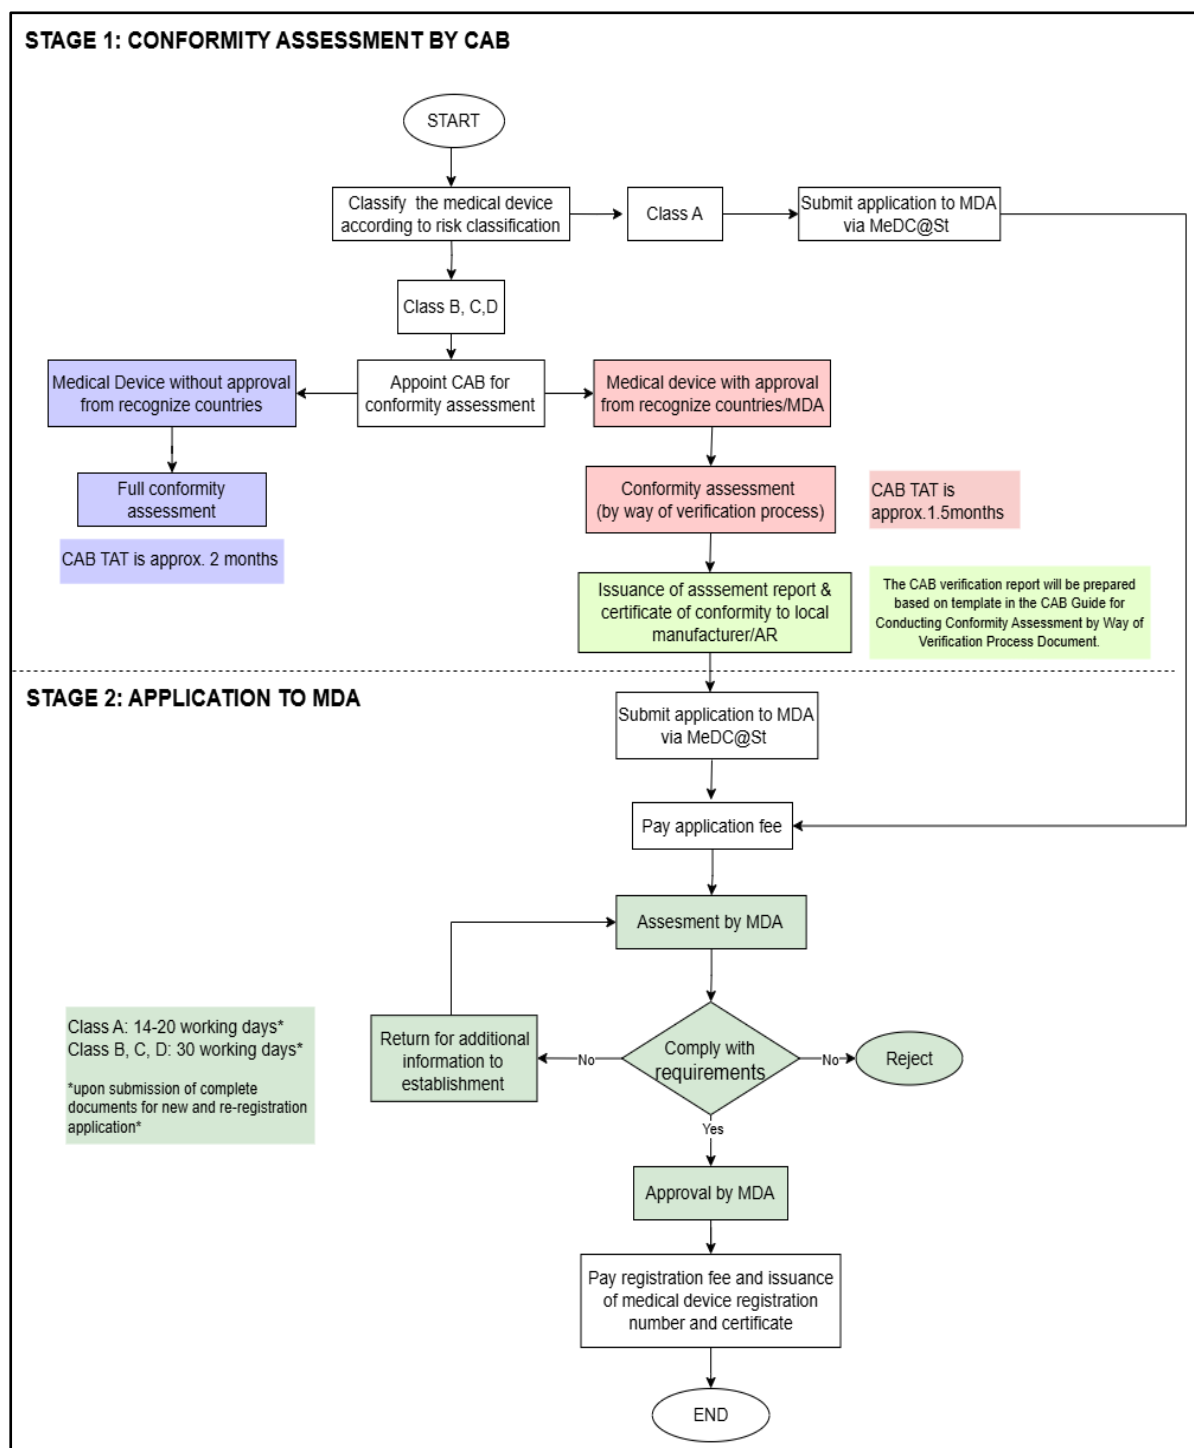 STAGE 1: CONFORMITY ASSESSMENT BY CAB
START
Classify the medical device
according to risk classification
Class A
Submit application to MDA
via MeDC@St
Class B, C,D
Medical Device without approval
from recognize countries
Appoint CAB for
conformity assessment
Medical device with approval
from recognize countries/MDA
Full conformity
assessment
Conformity assessment
(by way of verification process)
CAB TAT is
approx.1.5months
CAB TAT is approx. 2 months
Issuance of asssement report &
certificate of conformity to local
manufacturer/AR
The CAB verification report will be prepared
based on template in the CAB Guide for
Conducting Conformity Assessment by Way of
Verification Process Document.
STAGE 2: APPLICATION TO MDA
Submit application to MDA
via MeDC@St
Pay application fee
Assesment by MDA
Class A: 14-20 working days*
Class B, C, D: 30 working days*
*upon submission of complete
documents for new and re-registration
application*
Return for additional
information to
establishment
No
Comply with
requirements
No
Reject
Yes
Approval by MDA
Pay registration fee and issuance
of medical device registration
number and certificate
END